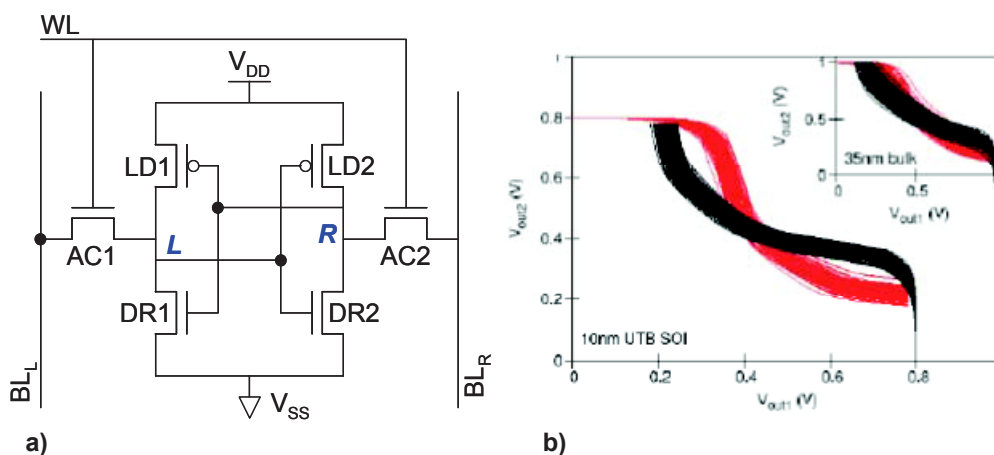 WL
V_DD
LD1
LD2
AC1
L
R
AC2
DR1
DR2
BL_L
BL_R
V_SS
a)
V_out2 (V)
1
0.8
0.6
0.4
0.2
0
10nm UTB SOI
0
0.2
0.4
0.6
0.8
V_out1 (V)
V_out2 (V)
1
0.5
0
35nm bulk
0
0.5
V_out1 (V)
b)